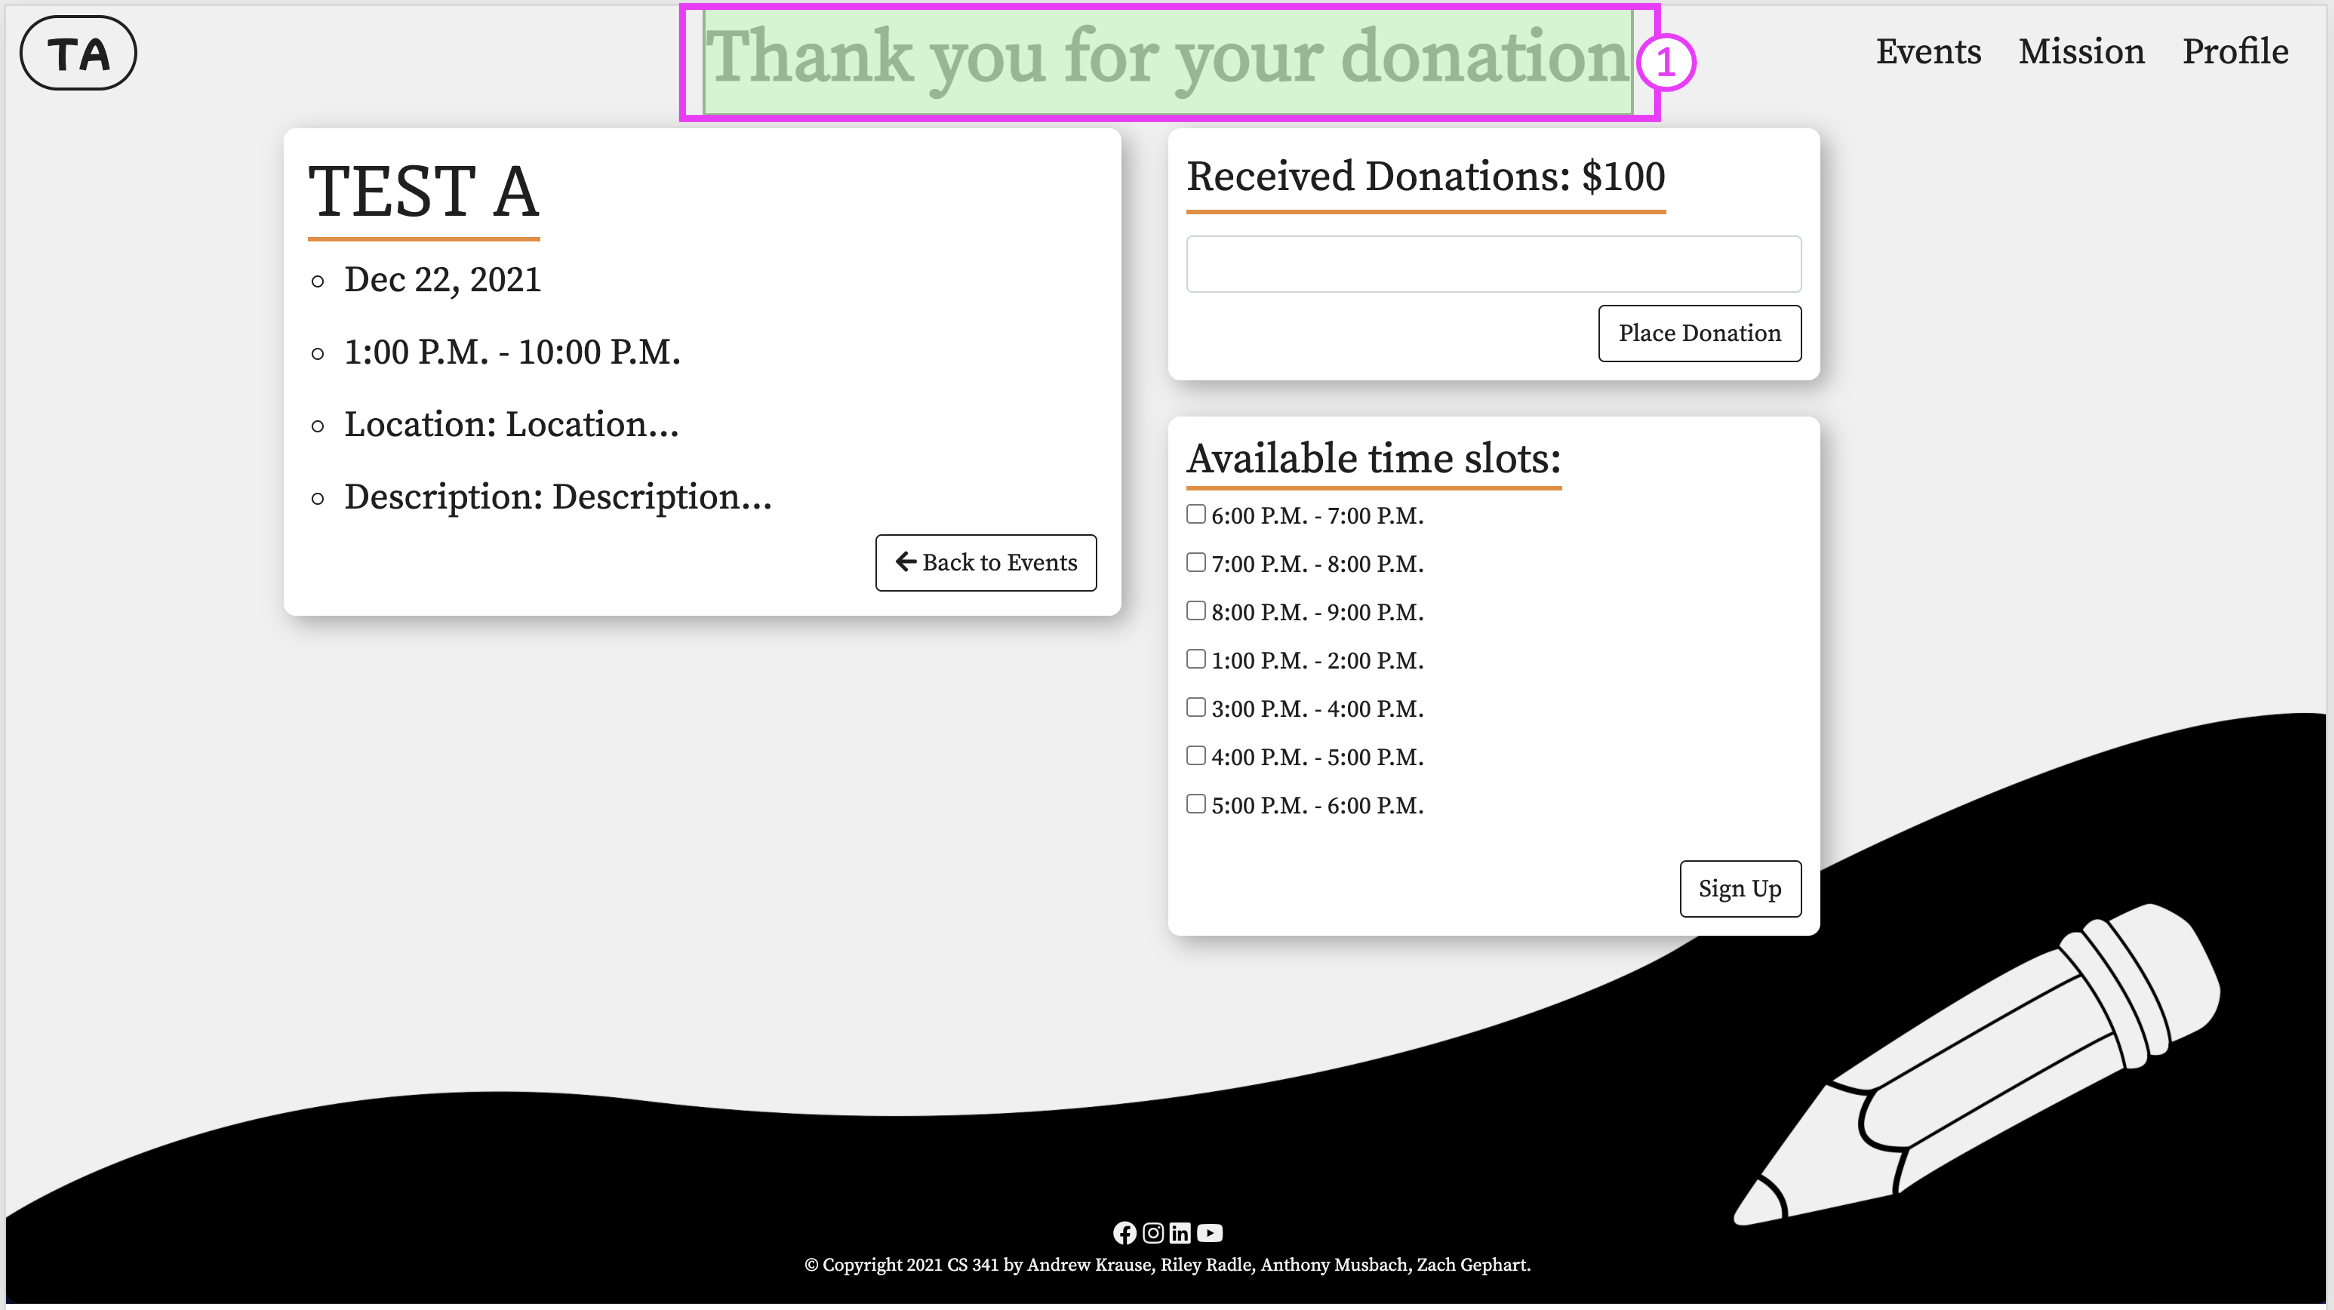 TA
Thank you for your donation
1
Events Mission Profile
TEST A
Dec 22, 2021
1:00 P.M. - 10:00 P.M.
Location: Location...
Description: Description...
Back to Events
Received Donations: $100
Place Donation
Available time slots:
6:00 P.M. - 7:00 P.M.
7:00 P.M. - 8:00 P.M.
8:00 P.M. - 9:00 P.M.
1:00 P.M. - 2:00 P.M.
3:00 P.M. - 4:00 P.M.
4:00 P.M. - 5:00 P.M.
5:00 P.M. - 6:00 P.M.
Sign Up
© Copyright 2021 CS 341 by Andrew Krause, Riley Radle, Anthony Musbach, Zach Gephart.